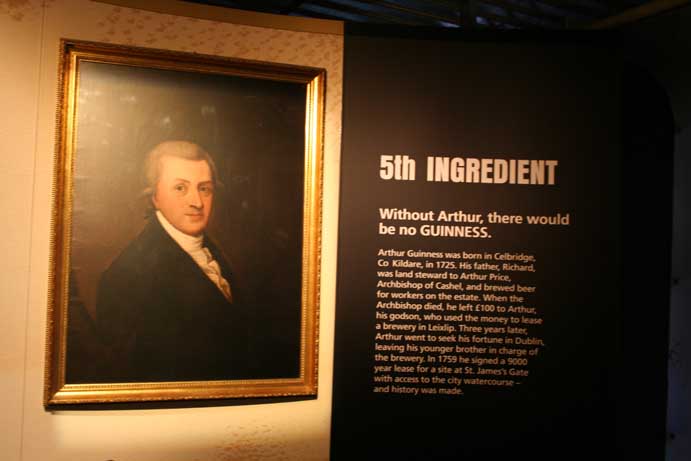 5th INGREDIENT
Without Arthur, there would
be no GUINNESS.
Arthur Guinness was born in Celbridge,
Co Kildare, in 1725. His father, Richard,
was land steward to Arthur Price,
Archbishop of Cashel, and brewed beer
for workers on the estate. When the
Archbishop died, he left £100 to Arthur,
his godson, who used the money to lease
a brewery in Leixlip. Three years later,
Arthur went to seek his fortune in Dublin,
leaving his younger brother in charge of
the brewery. In 1759 he signed a 9000
year lease for a site at St. James's Gate
with access to the city watercourse –
and history was made.